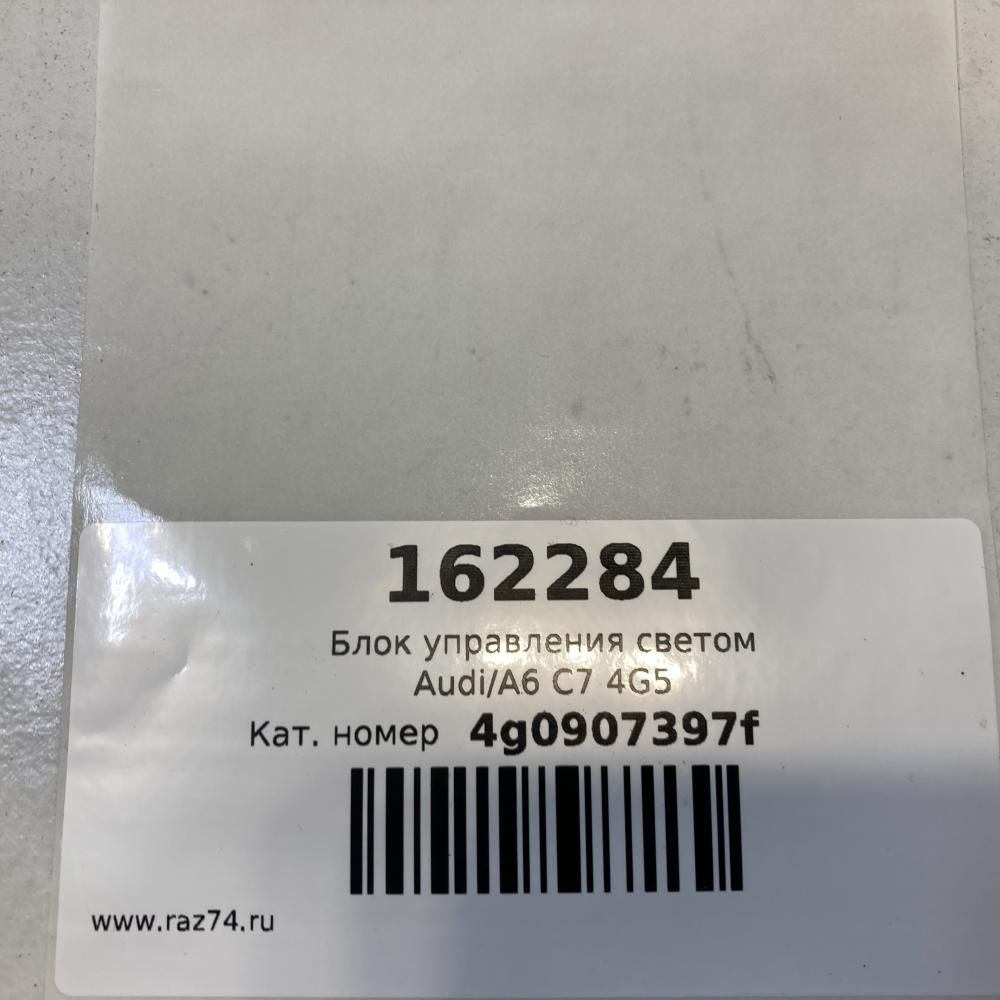 162284
Блок управления светом
Audi/A6 C7 4G5
Кат. номер 4g0907397f
www.raz74.ru